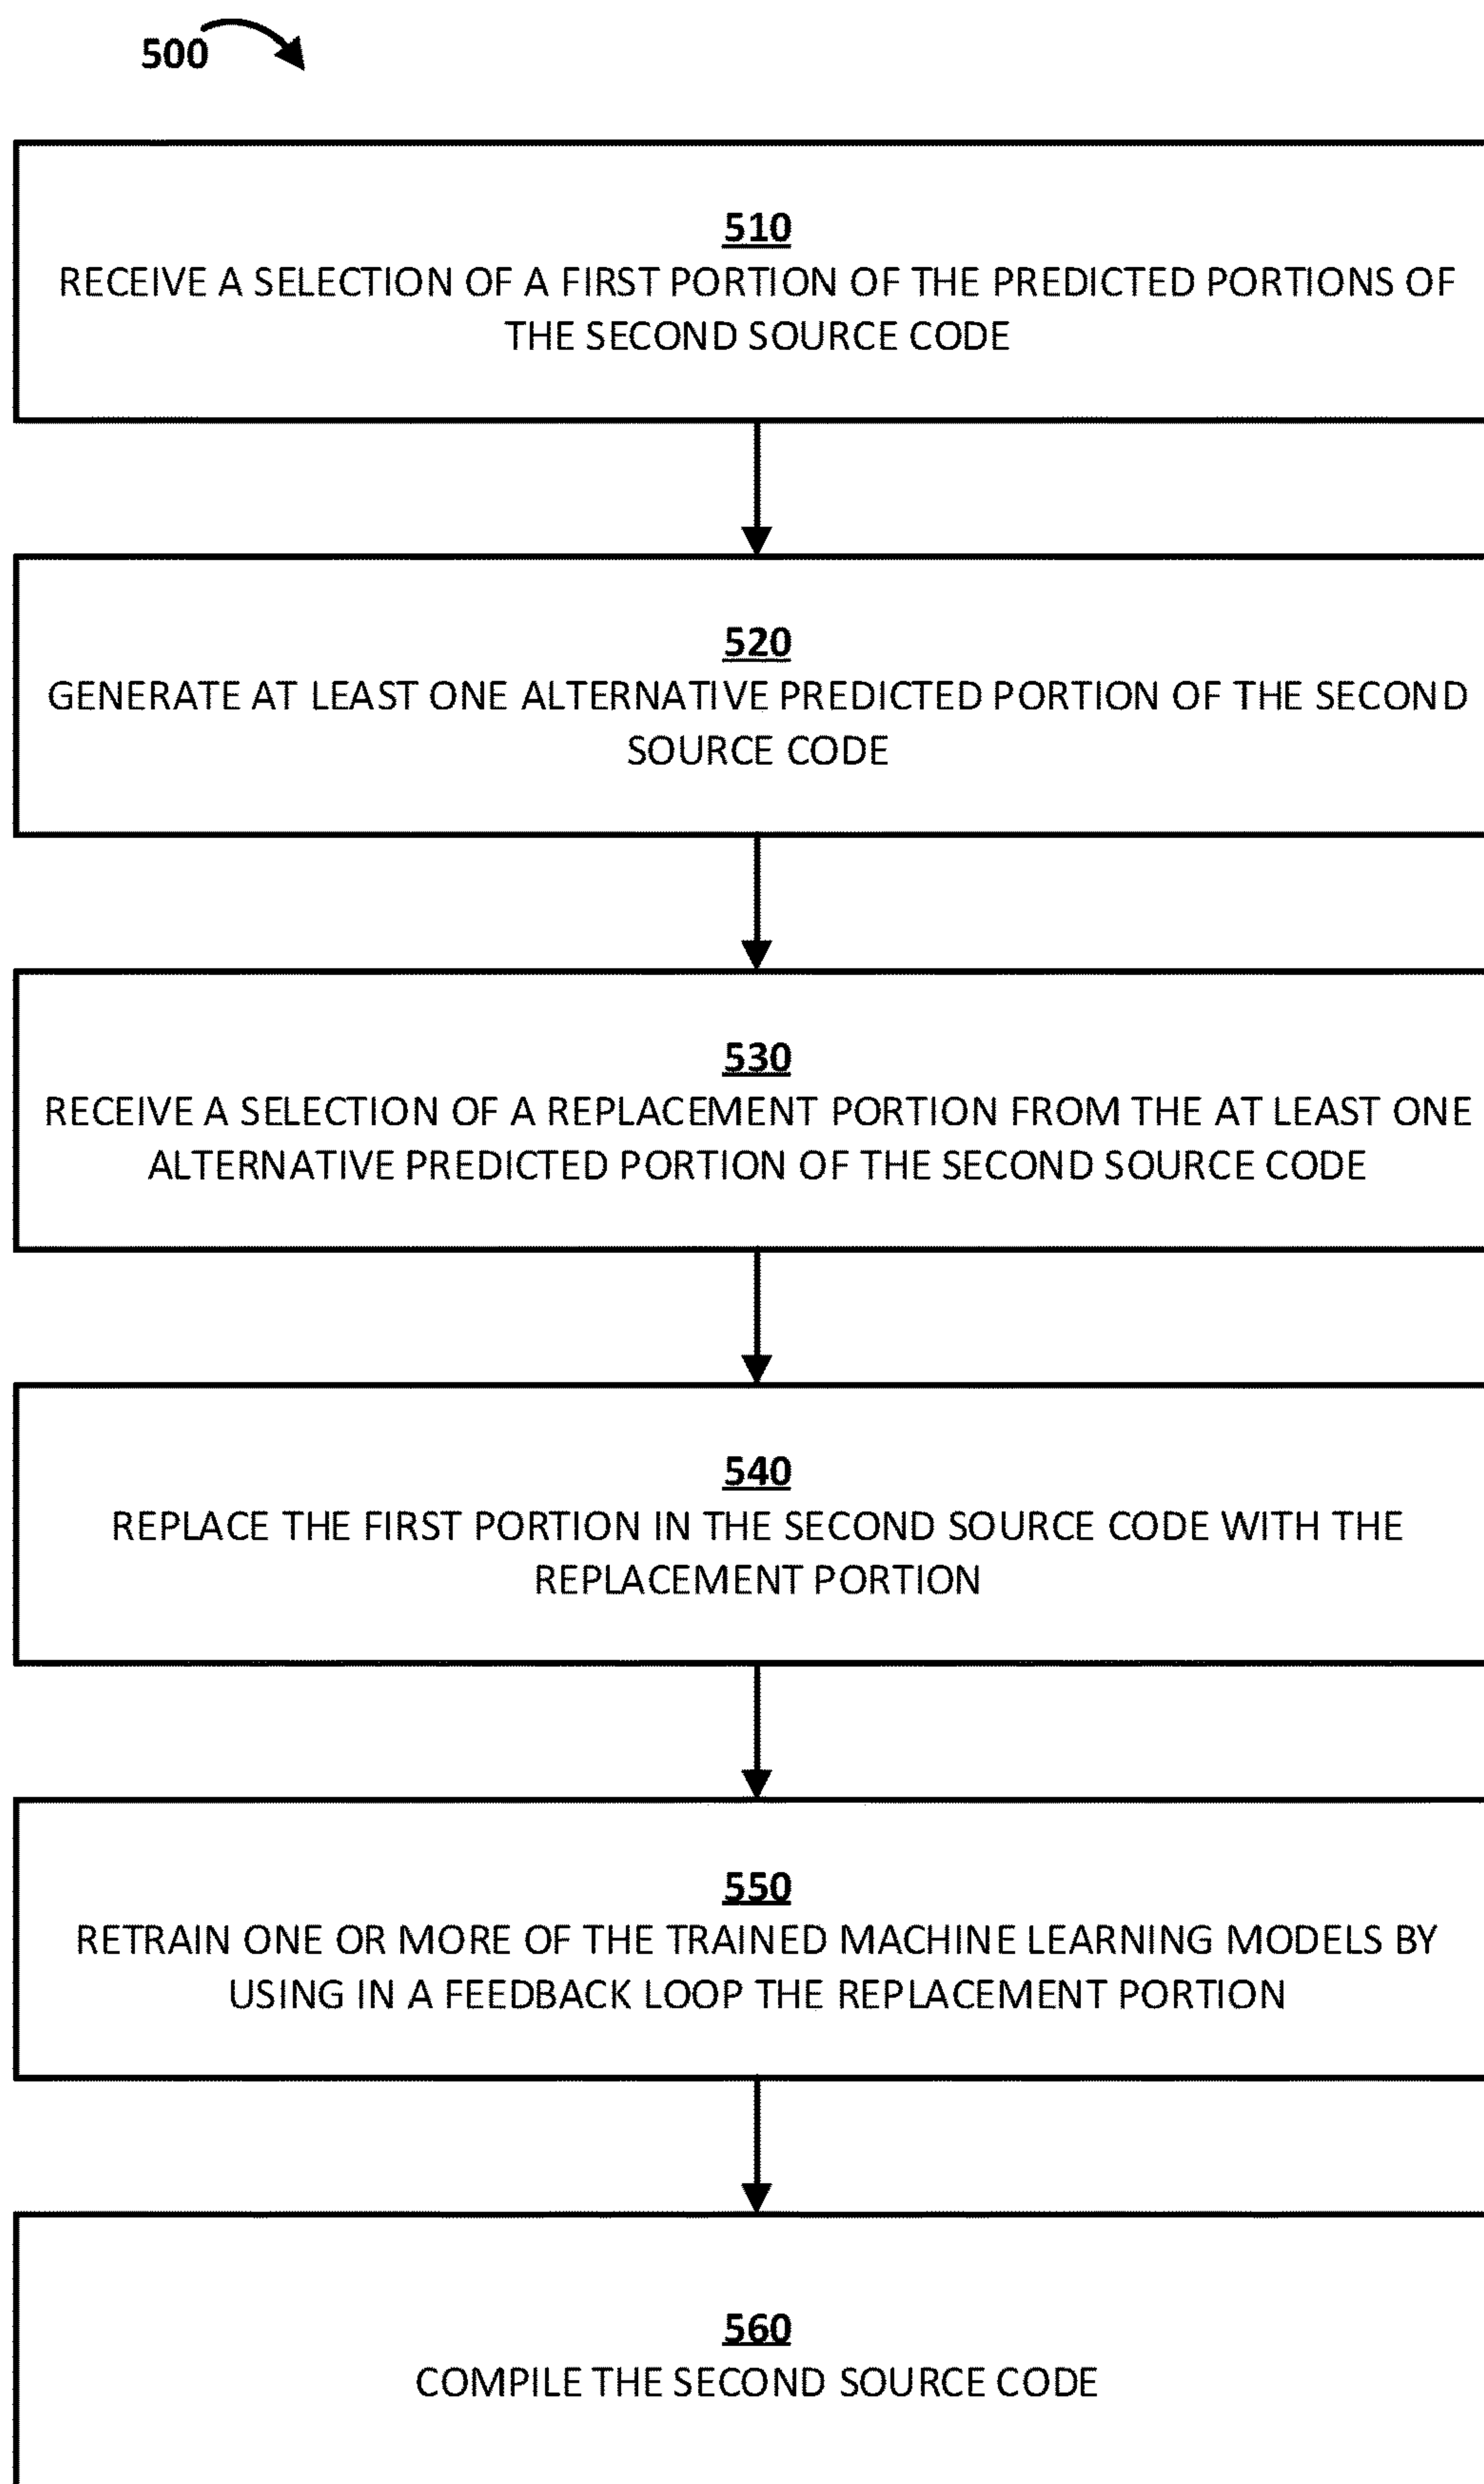 500
510
RECEIVE A SELECTION OF A FIRST PORTION OF THE PREDICTED PORTIONS OF
THE SECOND SOURCE CODE
520
GENERATE AT LEAST ONE ALTERNATIVE PREDICTED PORTION OF THE SECOND
SOURCE CODE
530
RECEIVE A SELECTION OF A REPLACEMENT PORTION FROM THE AT LEAST ONE
ALTERNATIVE PREDICTED PORTION OF THE SECOND SOURCE CODE
540
REPLACE THE FIRST PORTION IN THE SECOND SOURCE CODE WITH THE
REPLACEMENT PORTION
550
RETRAIN ONE OR MORE OF THE TRAINED MACHINE LEARNING MODELS BY
USING IN A FEEDBACK LOOP THE REPLACEMENT PORTION
560
COMPILE THE SECOND SOURCE CODE